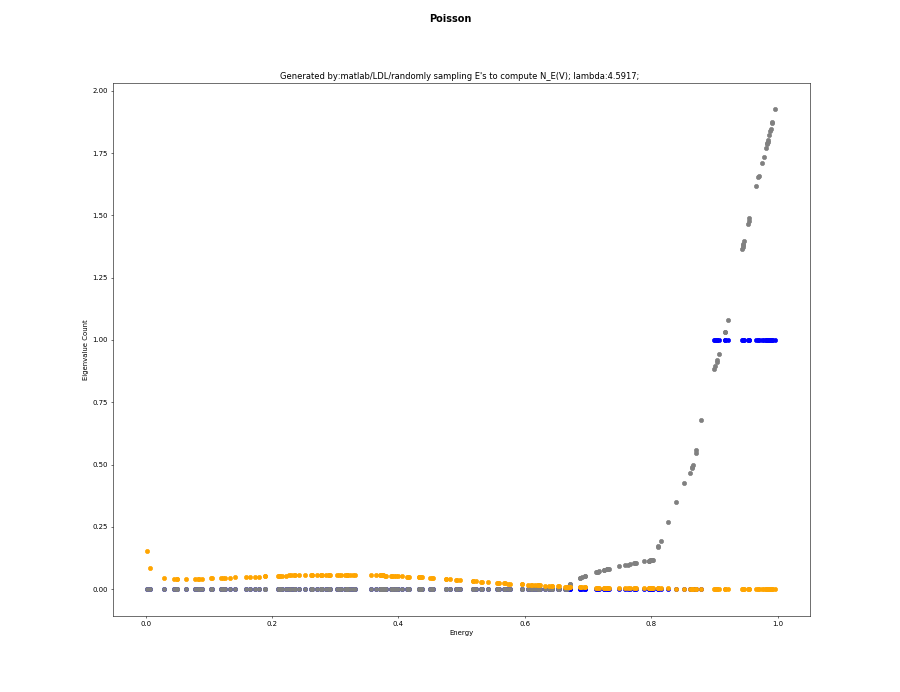 Poisson
Generated by:matlab/LDL/randomly sampling E's to compute N_E(V); lambda:4.5917;
2.00
1.75
1.50
1.25
1.00
0.75
0.50
0.25
0.00
Eigenvalue Count
0.0 0.2 0.4 0.6 0.8 1.0
Energy